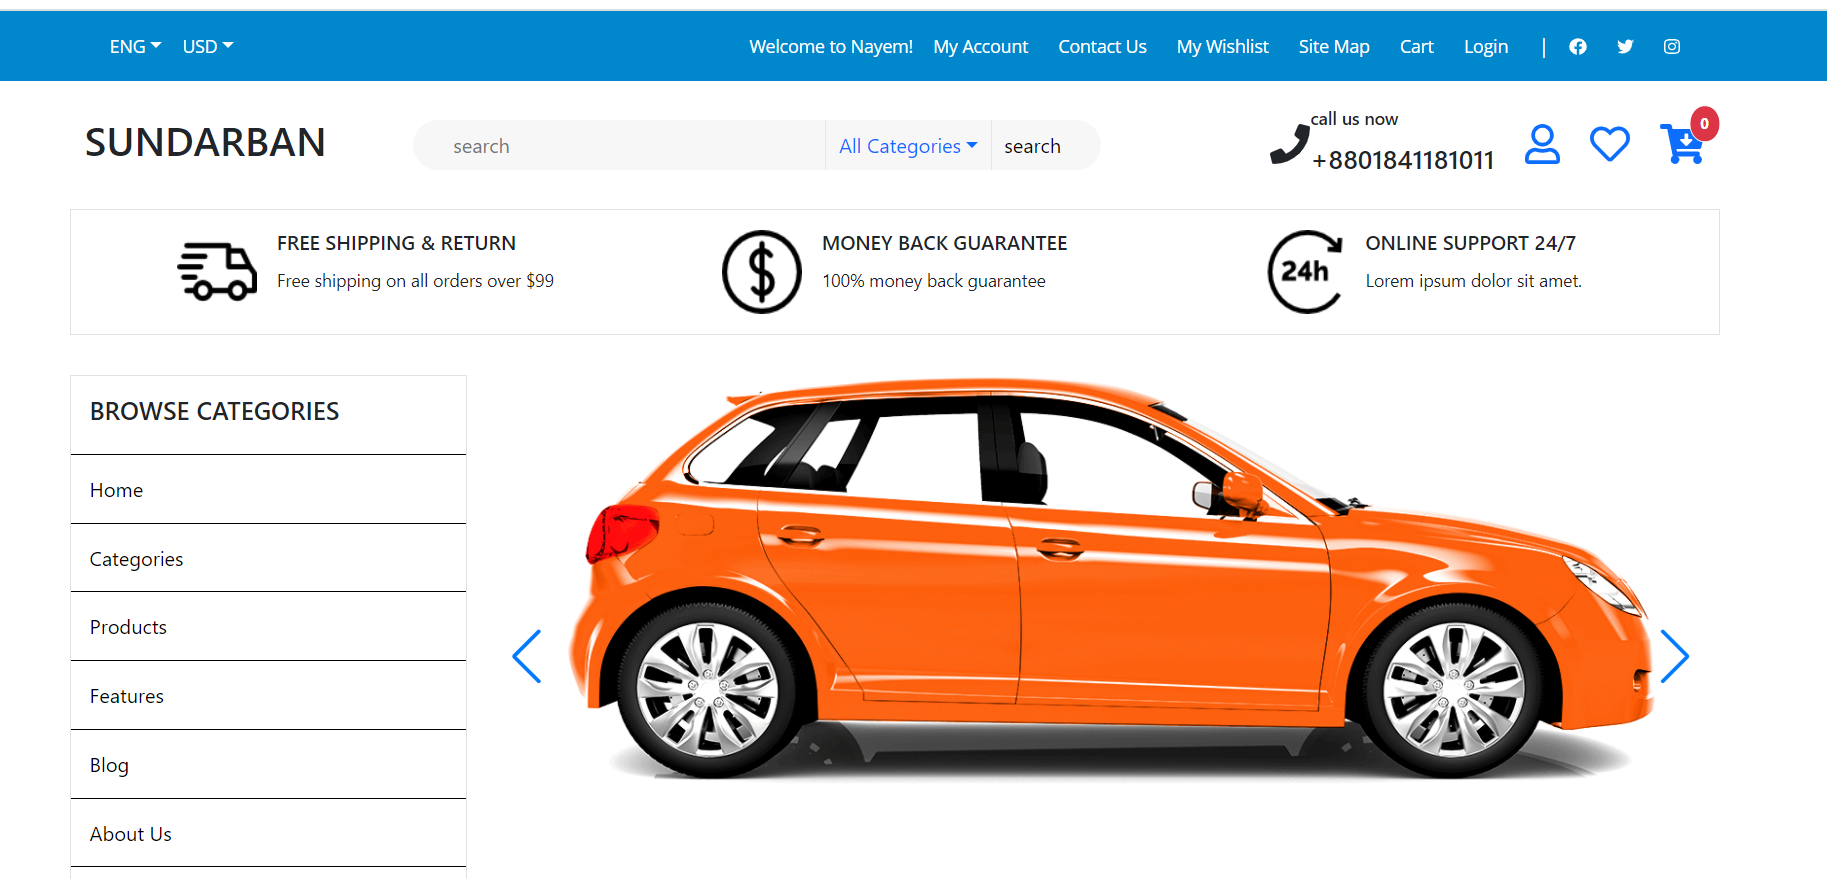 ENG USD Welcome to Nayem! My Account Contact Us My Wishlist Site Map Cart Login |
SUNDARBAN search All Categories search call us now +8801841181011 0
FREE SHIPPING & RETURN
Free shipping on all orders over $99
MONEY BACK GUARANTEE
100% money back guarantee
24h
ONLINE SUPPORT 24/7
Lorem ipsum dolor sit amet.
BROWSE CATEGORIES
Home
Categories
Products
Features
Blog
About Us